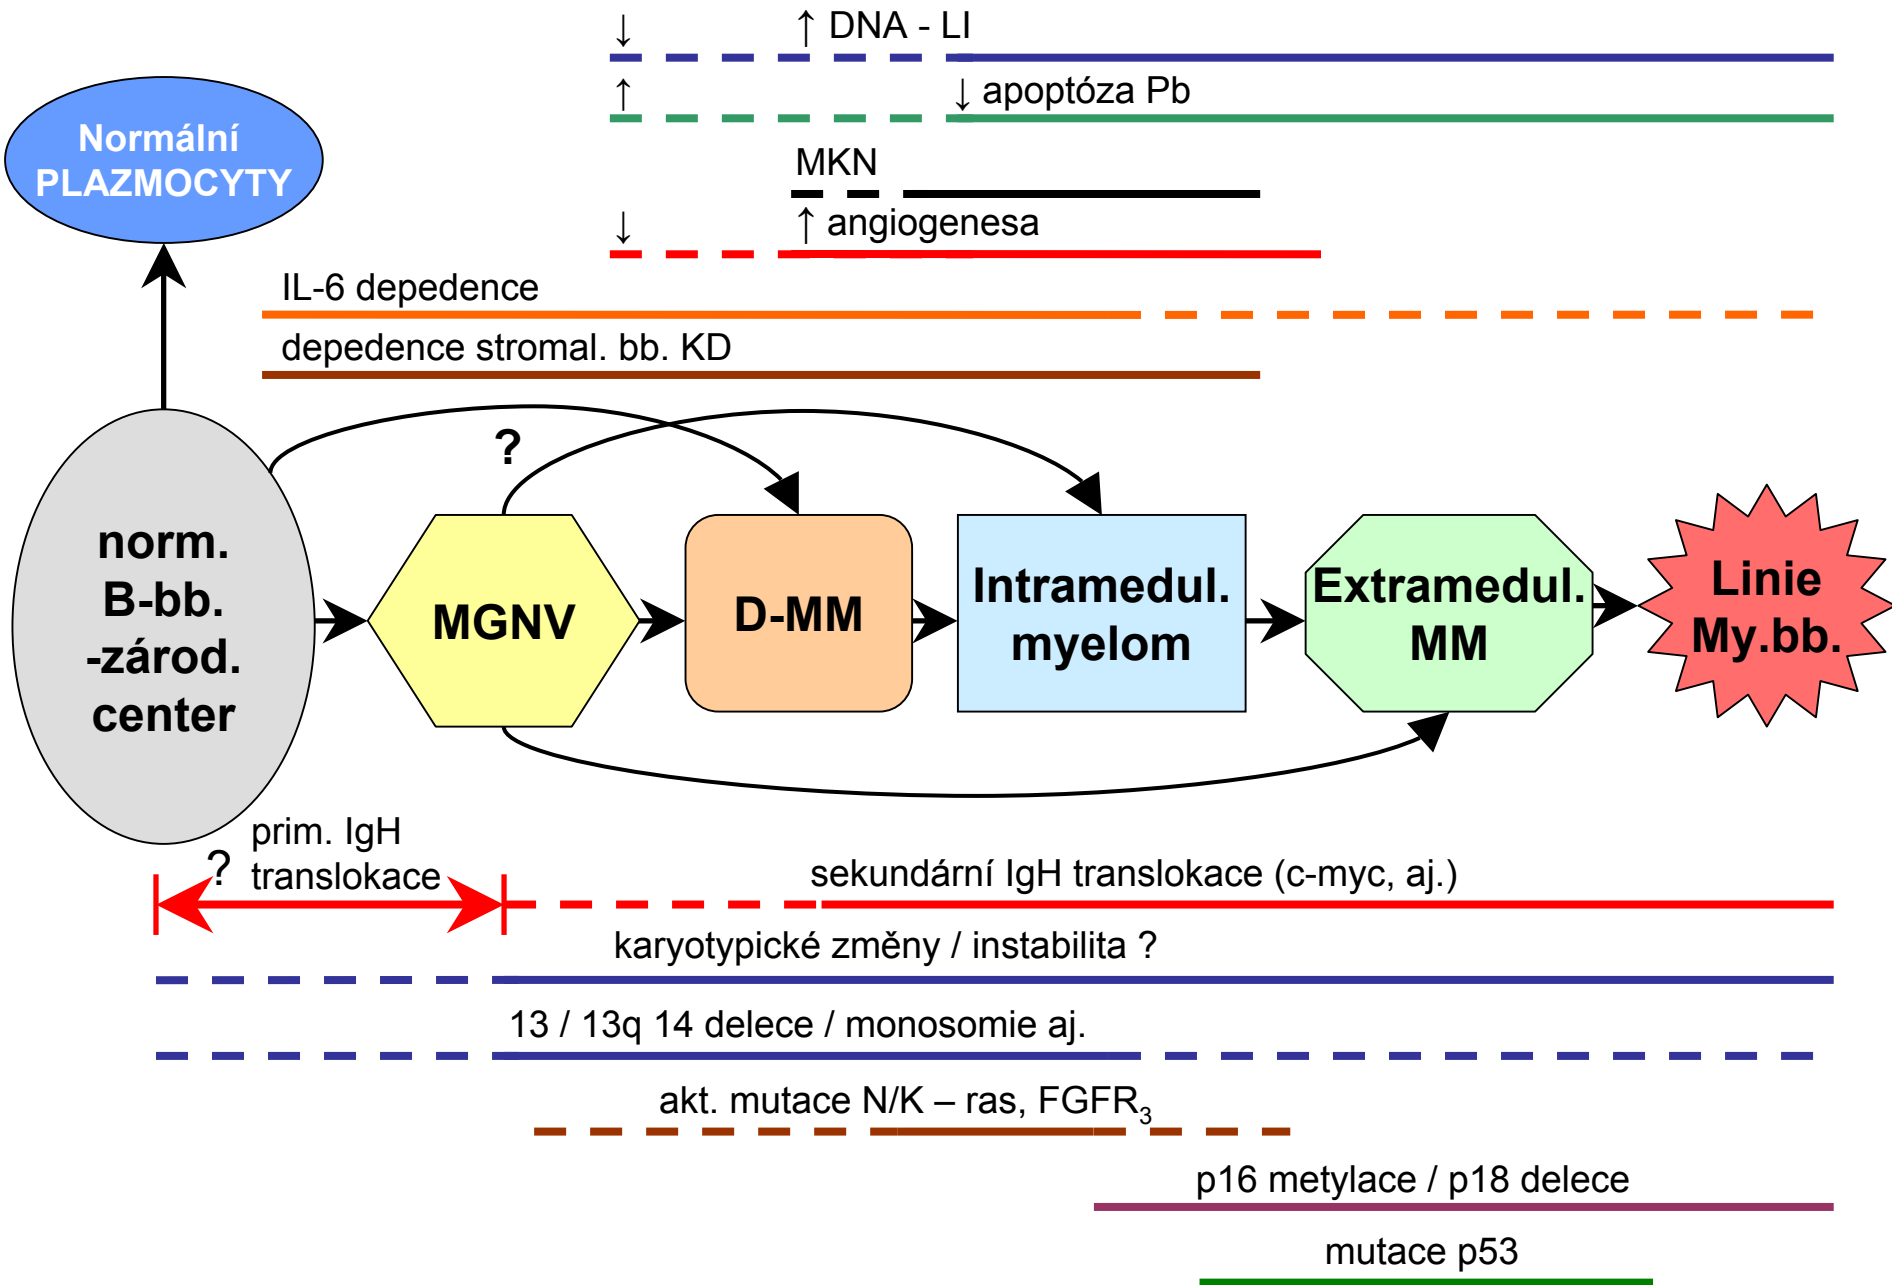 ↓ ↑ DNA - LI
↑ ↓ apoptóza Pb
Normální
PLAZMOCYTY
MKN
↓ ↑ angiogenesa
IL-6 depedence
depedence stromal. bb. KD
?
norm.
B-bb.
-zárod.
center
MGNV
D-MM
Intramedul.
myelom
Extramedul.
MM
Linie
My.bb.
? prim. IgH
translokace
sekundární IgH translokace (c-myc, aj.)
karyotypické změny / instabilita ?
13 / 13q 14 delece / monosomie aj.
akt. mutace N/K – ras, FGFR₃
p16 metylace / p18 delece
mutace p53